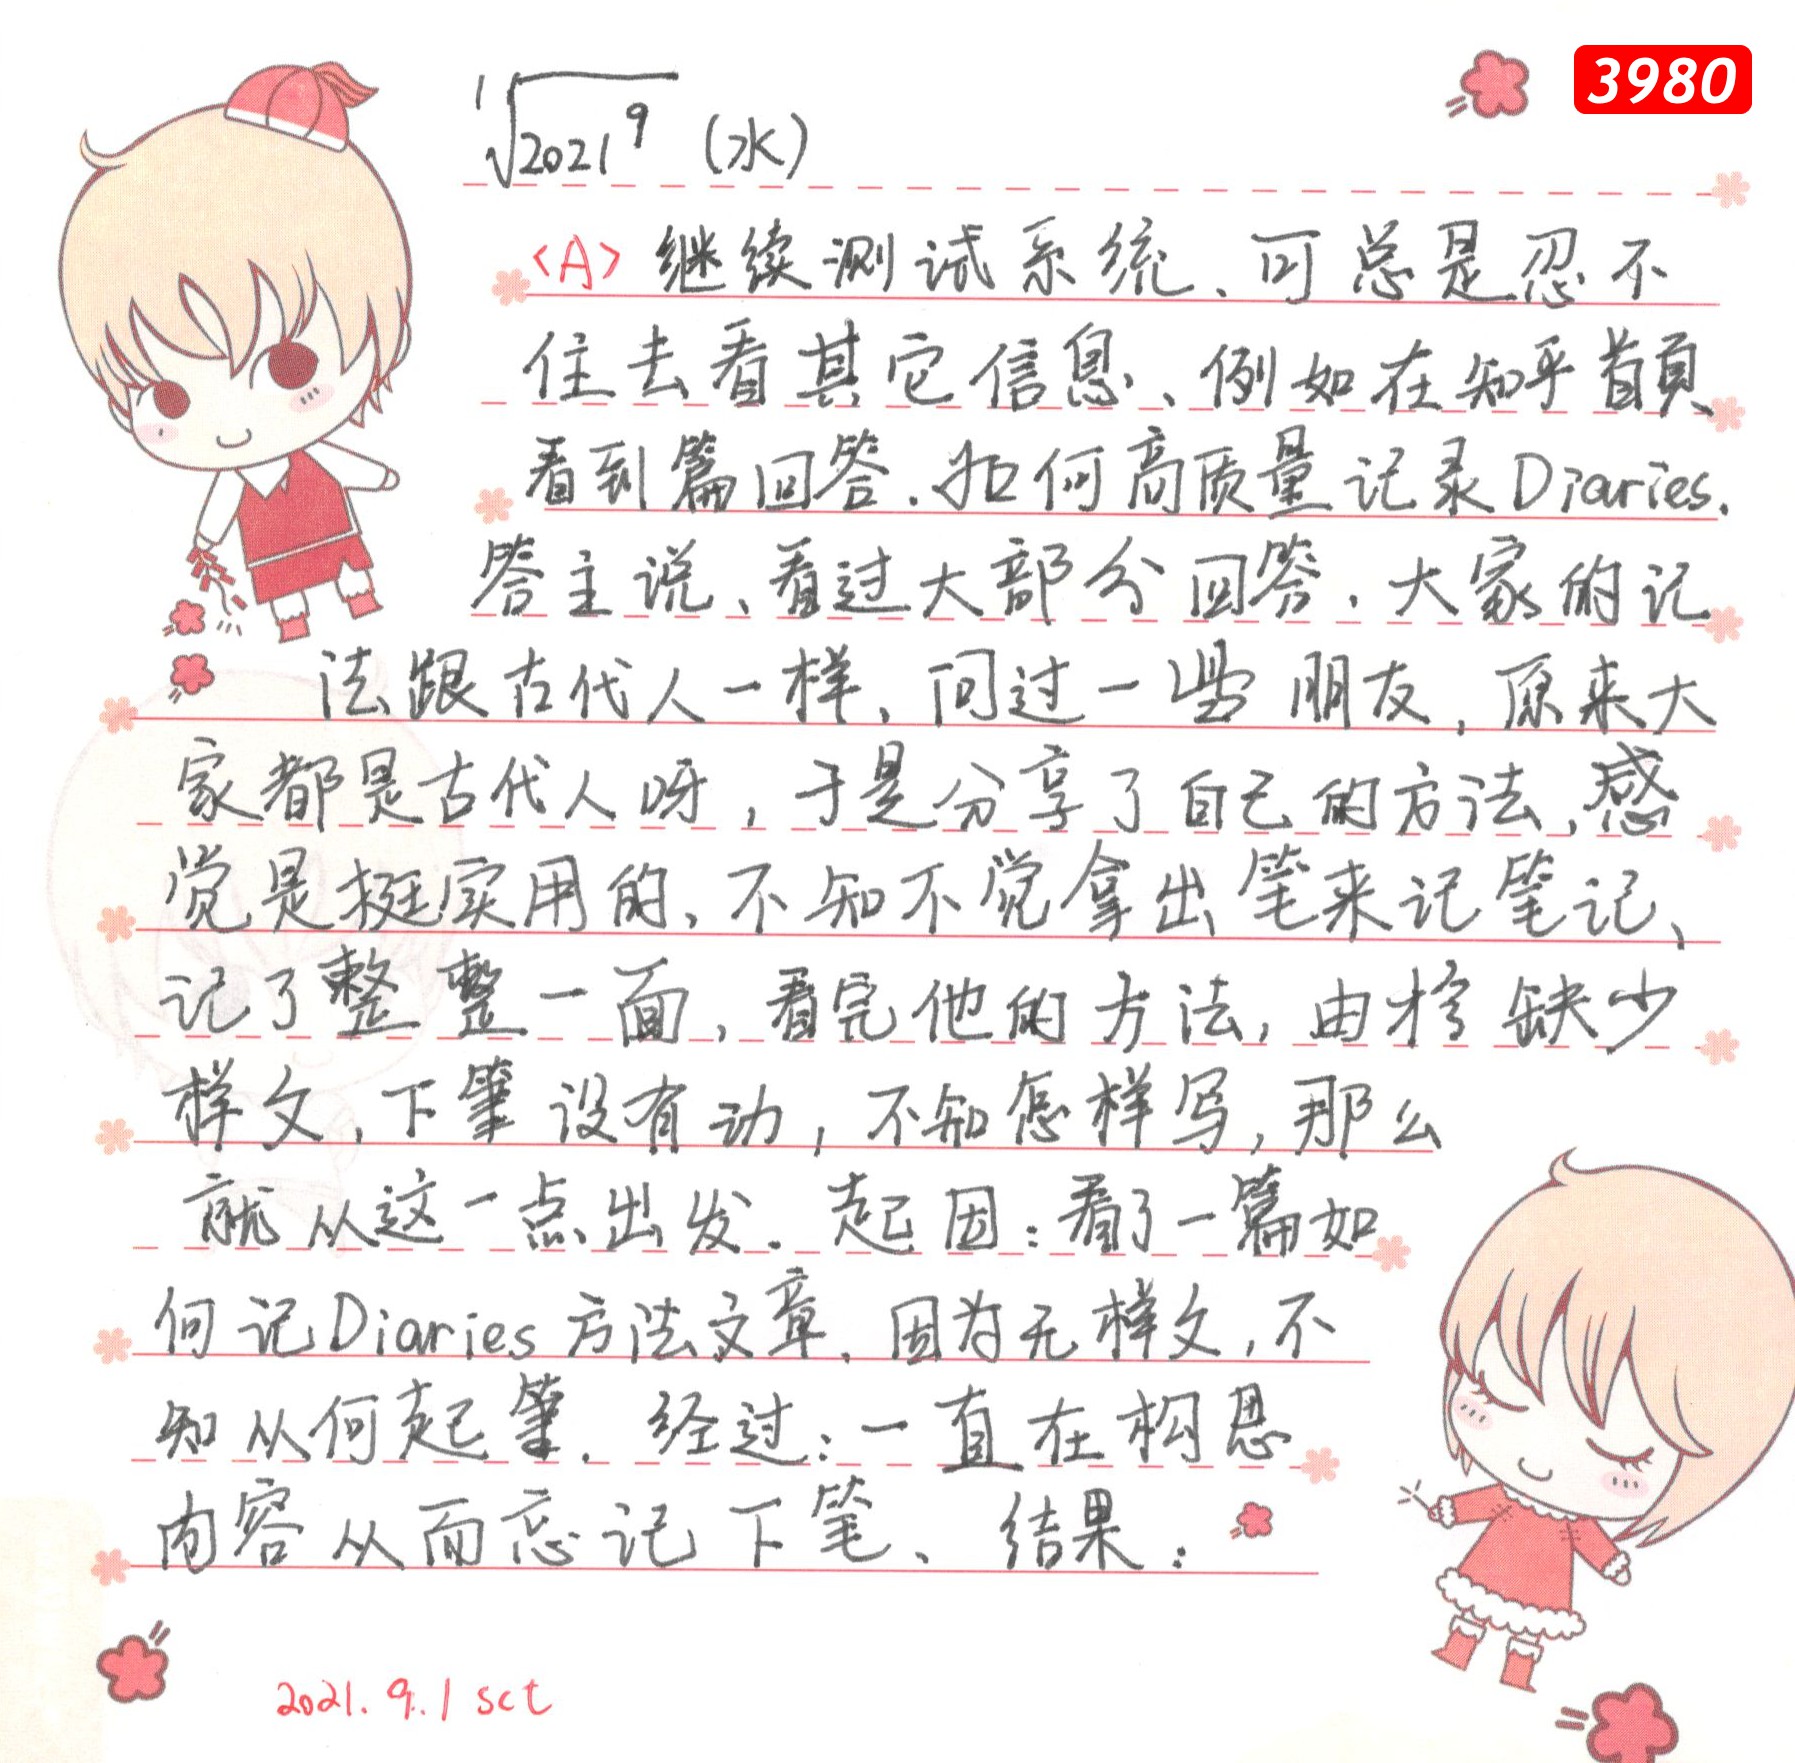 3980
¹√2021⁹ (水)
<A> 继续测试系统、可总是忍不
住去看其它信息、例如在知乎首頁、
看到篇回答.如何高质量记录Diaries.
答主说、看过大部分回答.大家的记
法跟古代人一样、问过一些朋友,原来大
家都是古代人呀,于是分享了自己的方法,感
觉是挺实用的,不知不觉拿出笔来记笔记、
记了整整一面,看完他的方法,由於缺少
样文,下筆没有动,不知怎样写,那么
就从这一点出发.起因:看了一篇如
何记Diaries方法文章.因为无样文,不
知从何起筆.经过:一直在构思
内容从而忘记下笔、结果:
2021.9.1 sct